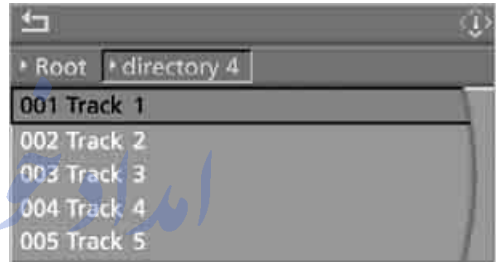 Root directory 4
001 Track 1
002 Track 2
003 Track 3
004 Track 4
005 Track 5